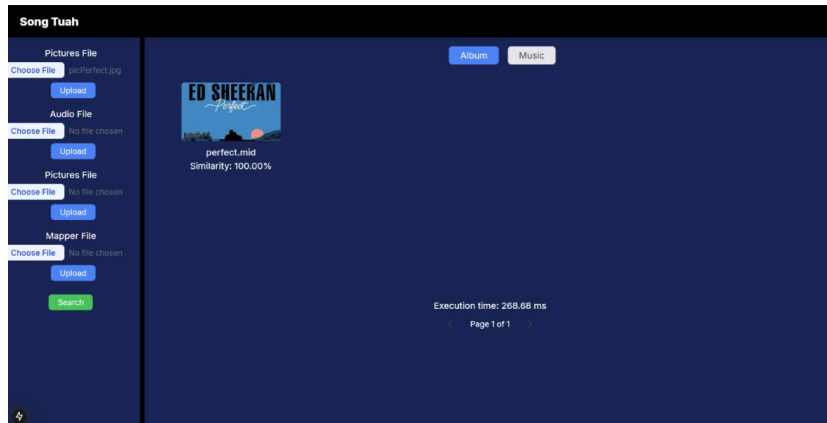 Song Tuah
Pictures File
Choose File picPerfect.jpg
Upload
Audio File
Choose File No file chosen
Upload
Pictures File
Choose File No file chosen
Upload
Mapper File
Choose File No file chosen
Upload
Search
Album Music
ED SHEERAN
Perfect
perfect.mid
Similarity: 100.00%
Execution time: 268.68 ms
Page 1 of 1